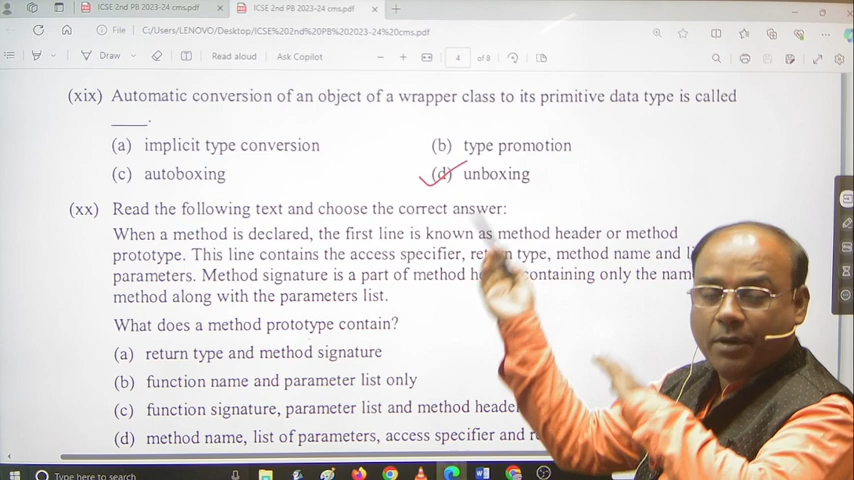 ICSE 2nd PB 2023-24 cms.pdf
ICSE 2nd PB 2023-24 cms.pdf
File C:/Users/LENOVO/Desktop/ICSE%202nd%20PB%202023-24%20cms.pdf
Draw Read aloud Ask Copilot 4 of 8
(xix) Automatic conversion of an object of a wrapper class to its primitive data type is called
____.
(a) implicit type conversion (b) type promotion
(c) autoboxing (d) unboxing
(xx) Read the following text and choose the correct answer:
When a method is declared, the first line is known as method header or method
prototype. This line contains the access specifier, return type, method name and
parameters. Method signature is a part of method containing only the
method along with the parameters list.
What does a method prototype contain?
(a) return type and method signature
(b) function name and parameter list only
(c) function signature, parameter list and method header
(d) method name, list of parameters, access specifier and
Type here to search